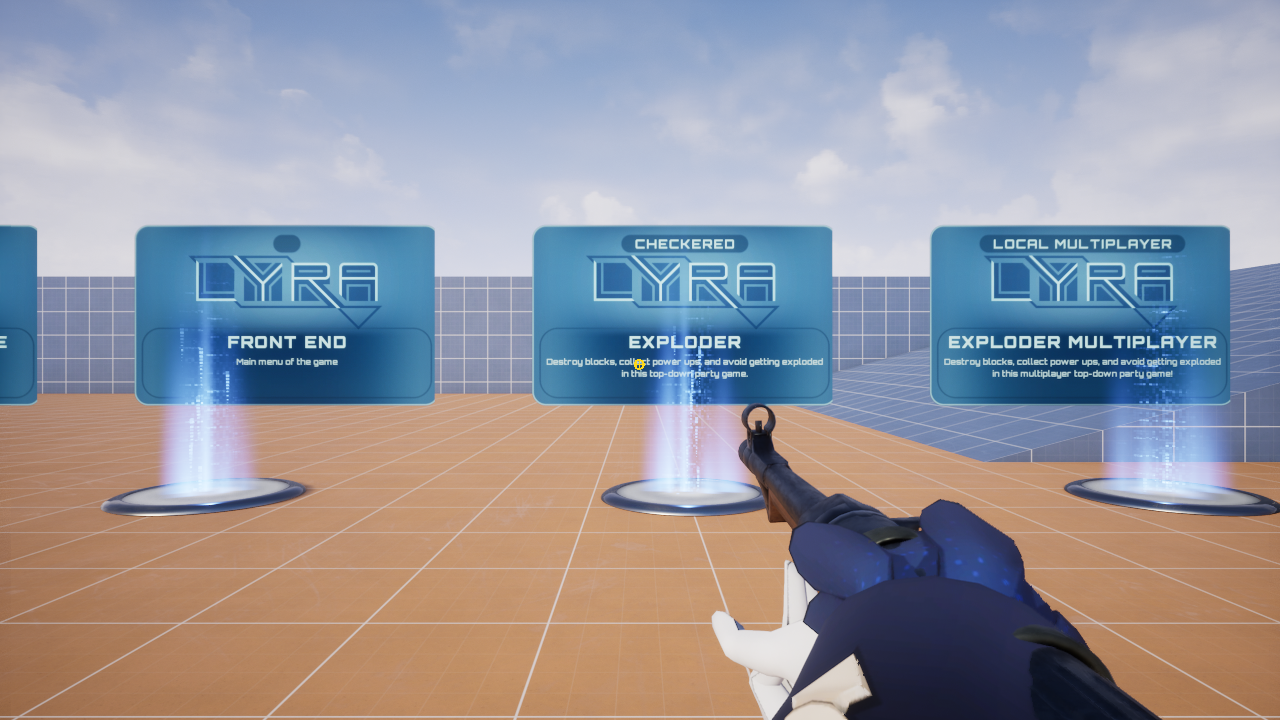 E
LYRA
FRONT END
Main menu of the game
CHECKERED
LYRA
EXPLODER
Destroy blocks, collect power ups, and avoid getting exploded
in this top-down party game.
LOCAL MULTIPLAYER
LYRA
EXPLODER MULTIPLAYER
Destroy blocks, collect power ups, and avoid getting exploded
in this multiplayer top-down party game!